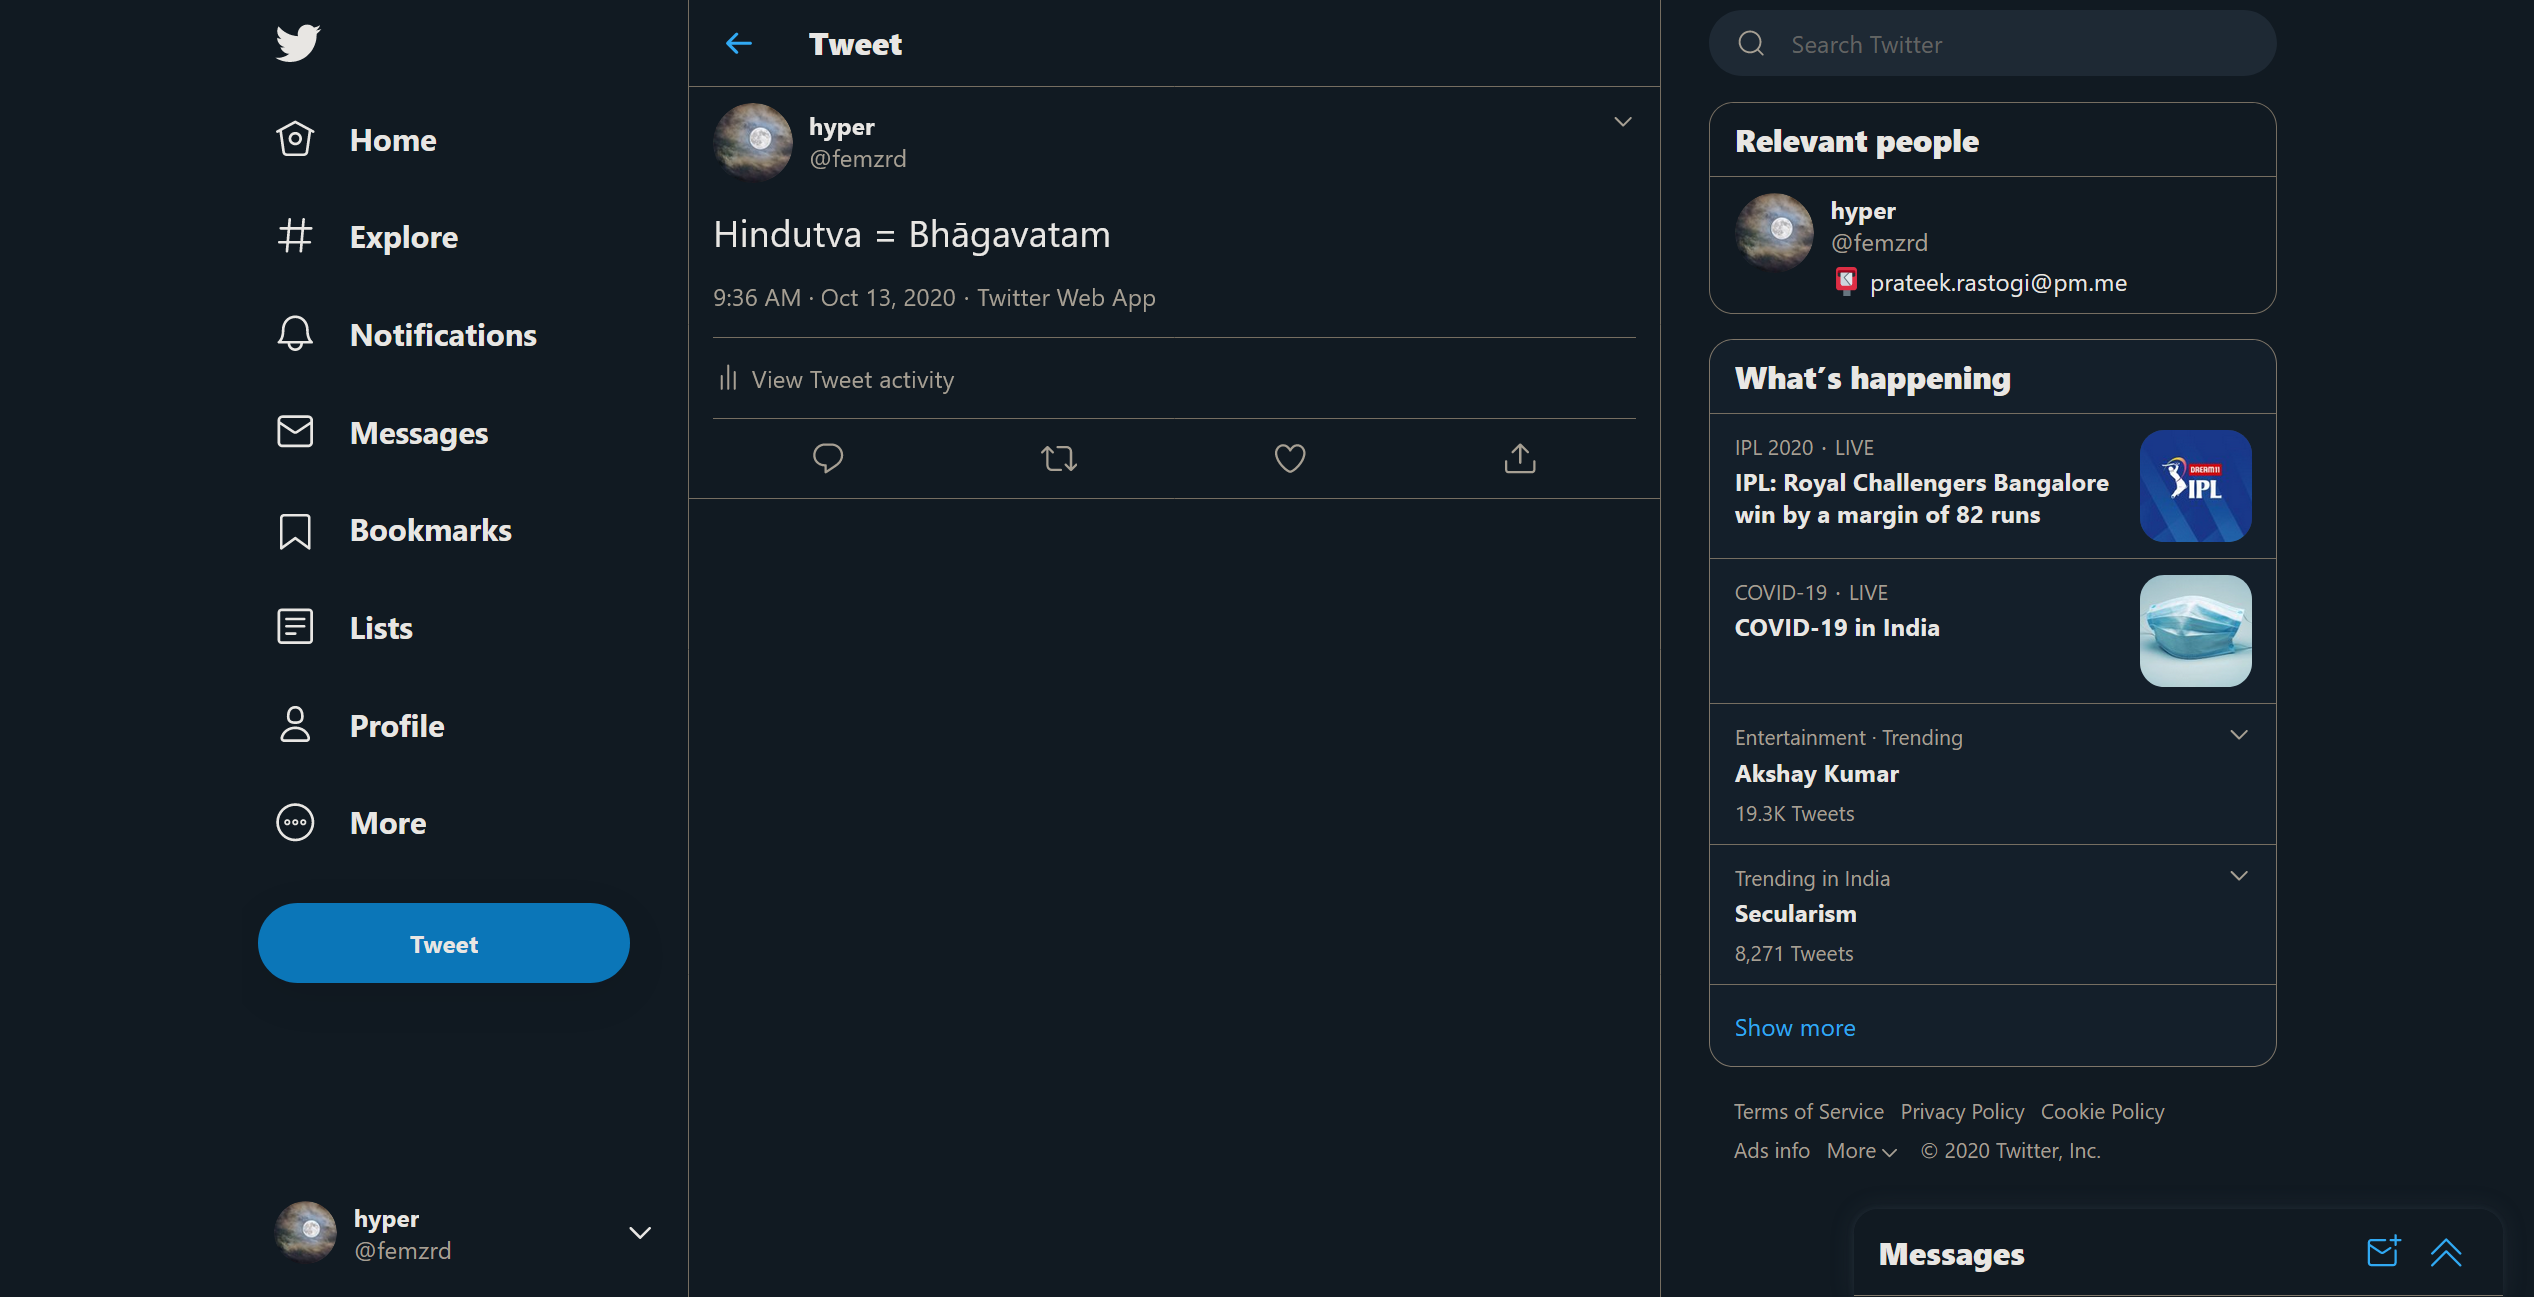 Home
Explore
Notifications
Messages
Bookmarks
Lists
Profile
More
Tweet
hyper
@femzrd
Tweet
hyper
@femzrd
Hindutva = Bhāgavatam
9:36 AM · Oct 13, 2020 · Twitter Web App
View Tweet activity
Search Twitter
Relevant people
hyper
@femzrd
prateek.rastogi@pm.me
What's happening
IPL 2020 · LIVE
IPL: Royal Challengers Bangalore
win by a margin of 82 runs
DREAM11
IPL
COVID-19 · LIVE
COVID-19 in India
Entertainment · Trending
Akshay Kumar
19.3K Tweets
Trending in India
Secularism
8,271 Tweets
Show more
Terms of Service Privacy Policy Cookie Policy
Ads info More © 2020 Twitter, Inc.
Messages